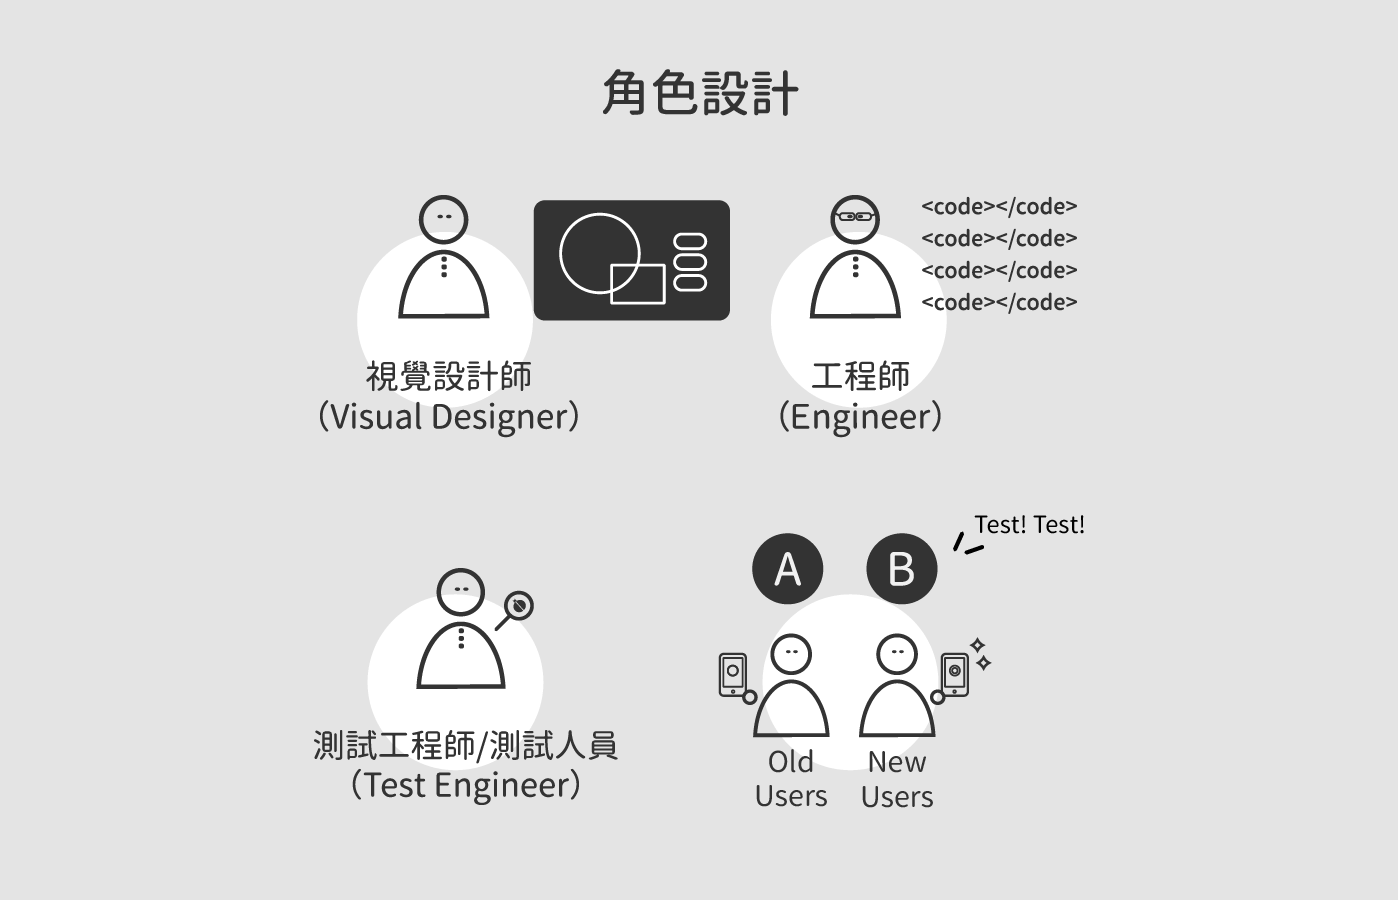 角色設計
<code></code>
<code></code>
<code></code>
<code></code>
視覺設計師
（Visual Designer）
工程師
（Engineer）
Test! Test!
A
B
測試工程師/測試人員
（Test Engineer）
Old
Users
New
Users